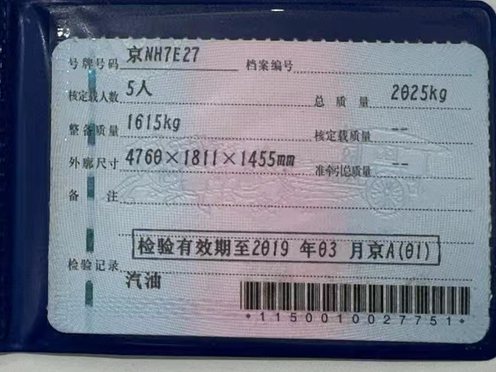 号牌号码 京NH7E27 档案编号
核定载人数 5人 总质量 2025kg
整备质量 1615kg 核定载质量 --
外廓尺寸 4760×1811×1455mm 准牵引总质量 --
备注
检验有效期至2019 年03 月京A(01)
检验记录
汽油
*1150010027751*